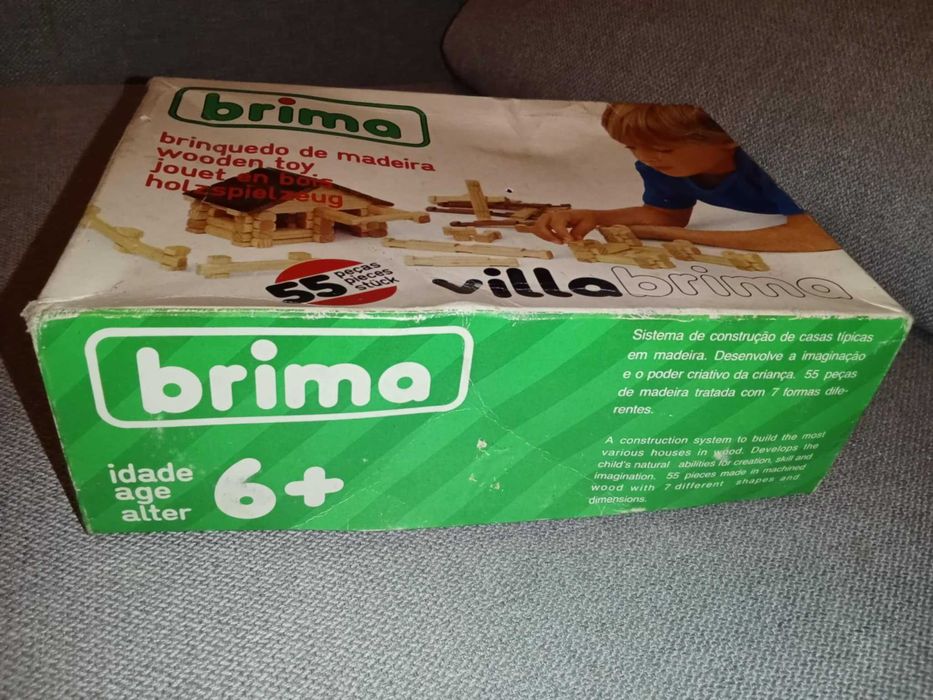 brima
brinquedo de madeira
wooden toy
jouet en bois
holzspielzeug
55 peças
pieces
stück
villabrima
brima
idade
age
alter
6+
Sistema de construção de casas típicas
em madeira. Desenvolve a imaginação
e o poder criativo da criança. 55 peças
de madeira tratada com 7 formas dife-
rentes.
A construction system to build the most
various houses in wood. Develops the
child's natural abilities for creation, skill and
imagination. 55 pieces made in machined
wood with 7 different shapes and
dimensions.